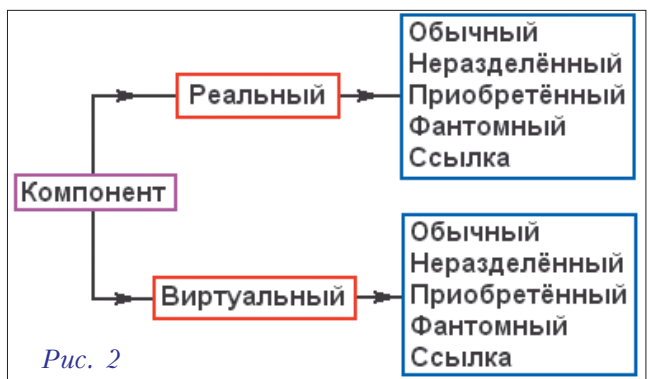 Обычный
Неразделённый
Приобретённый
Фантомный
Ссылка
Реальный
Компонент
Обычный
Неразделённый
Приобретённый
Фантомный
Ссылка
Виртуальный
Рис. 2